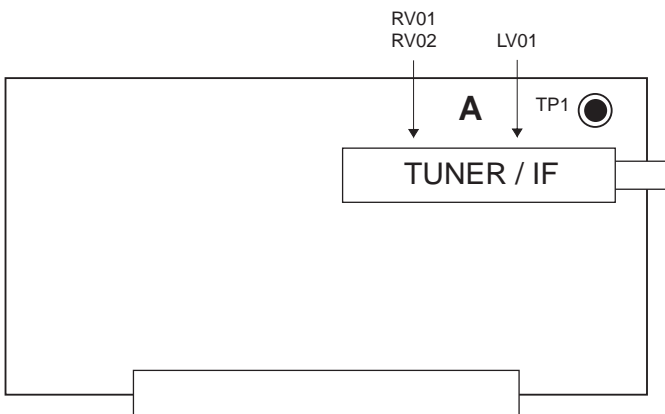 RV01
RV02
LV01
A
TP1
TUNER / IF